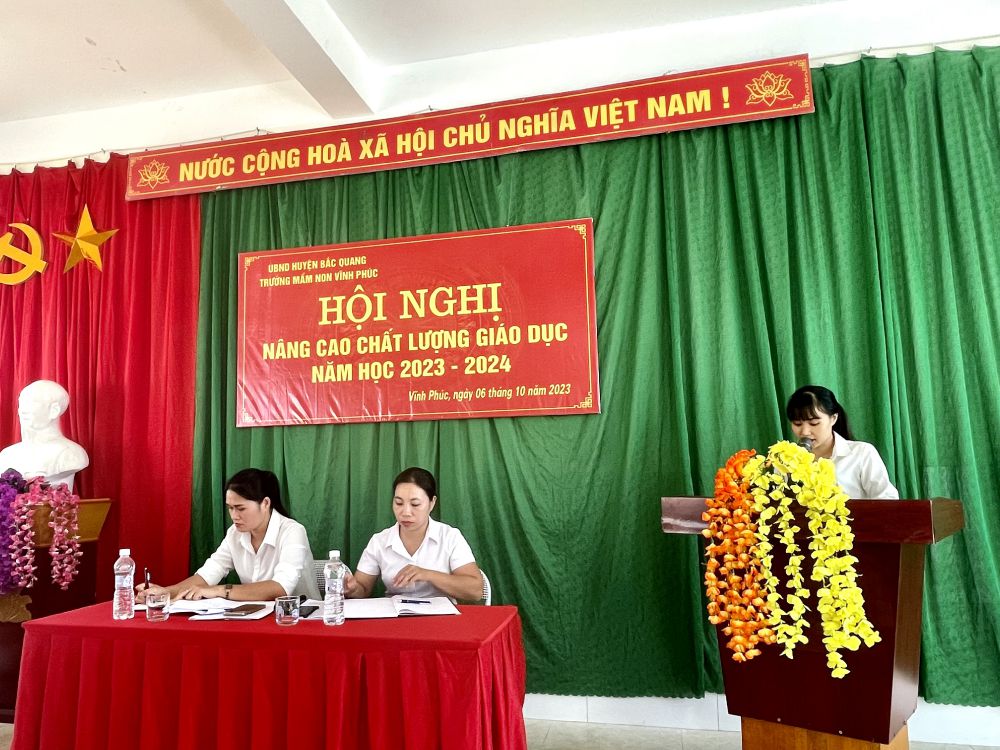 NƯỚC CỘNG HOÀ XÃ HỘI CHỦ NGHĨA VIỆT NAM !
UBND HUYỆN BẮC QUANG
TRƯỜNG MẦM NON VĨNH PHÚC
HỘI NGHỊ
NÂNG CAO CHẤT LƯỢNG GIÁO DỤC
NĂM HỌC 2023 - 2024
Vĩnh Phúc, ngày 06 tháng 10 năm 2023